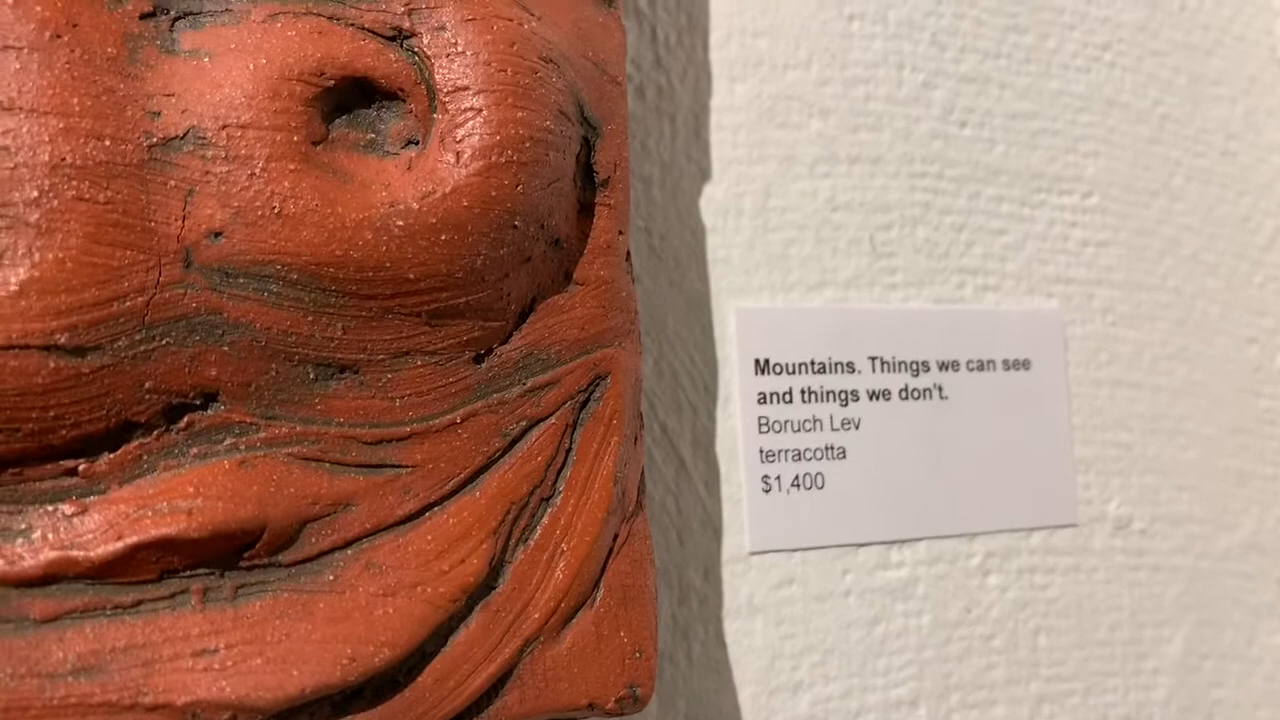 Mountains. Things we can see
and things we don't.
Boruch Lev
terracotta
$1,400